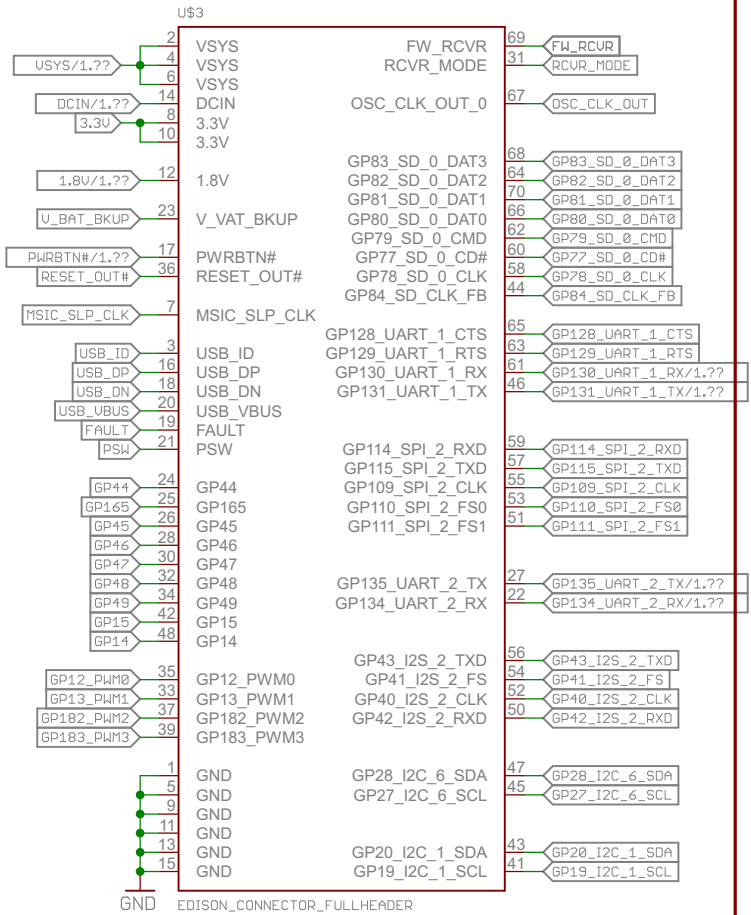 U$3
VSYS/1.?? 2 VSYS FW_RCVR 69 FW_RCVR
4 VSYS RCVR_MODE 31 RCVR_MODE
6 VSYS
DCIN/1.?? 14 DCIN OSC_CLK_OUT_0 67 OSC_CLK_OUT
3.3V 8 3.3V
10 3.3V
GP83_SD_0_DAT3 68 GP83_SD_0_DAT3
1.8V/1.?? 12 1.8V GP82_SD_0_DAT2 64 GP82_SD_0_DAT2
GP81_SD_0_DAT1 70 GP81_SD_0_DAT1
V_BAT_BKUP 23 V_VAT_BKUP GP80_SD_0_DAT0 66 GP80_SD_0_DAT0
GP79_SD_0_CMD 62 GP79_SD_0_CMD
PWRBTN#/1.?? 17 PWRBTN# GP77_SD_0_CD# 60 GP77_SD_0_CD#
RESET_OUT# 36 RESET_OUT# GP78_SD_0_CLK 58 GP78_SD_0_CLK
GP84_SD_CLK_FB 44 GP84_SD_CLK_FB
MSIC_SLP_CLK 7 MSIC_SLP_CLK
GP128_UART_1_CTS 65 GP128_UART_1_CTS
USB_ID 3 USB_ID GP129_UART_1_RTS 63 GP129_UART_1_RTS
USB_DP 16 USB_DP GP130_UART_1_RX 61 GP130_UART_1_RX/1.??
USB_DN 18 USB_DN GP131_UART_1_TX 46 GP131_UART_1_TX/1.??
USB_VBUS 20 USB_VBUS
FAULT 19 FAULT
PSW 21 PSW GP114_SPI_2_RXD 59 GP114_SPI_2_RXD
GP115_SPI_2_TXD 57 GP115_SPI_2_TXD
GP44 24 GP44 GP109_SPI_2_CLK 55 GP109_SPI_2_CLK
GP165 25 GP165 GP110_SPI_2_FS0 53 GP110_SPI_2_FS0
GP45 26 GP45 GP111_SPI_2_FS1 51 GP111_SPI_2_FS1
GP46 28 GP46
GP47 30 GP47
GP48 32 GP48 GP135_UART_2_TX 27 GP135_UART_2_TX/1.??
GP49 34 GP49 GP134_UART_2_RX 22 GP134_UART_2_RX/1.??
GP15 42 GP15
GP14 48 GP14
GP43_I2S_2_TXD 56 GP43_I2S_2_TXD
GP12_PWM0 35 GP12_PWM0 GP41_I2S_2_FS 54 GP41_I2S_2_FS
GP13_PWM1 33 GP13_PWM1 GP40_I2S_2_CLK 52 GP40_I2S_2_CLK
GP182_PWM2 37 GP182_PWM2 GP42_I2S_2_RXD 50 GP42_I2S_2_RXD
GP183_PWM3 39 GP183_PWM3
1 GND GP28_I2C_6_SDA 47 GP28_I2C_6_SDA
5 GND GP27_I2C_6_SCL 45 GP27_I2C_6_SCL
9 GND
11 GND
13 GND GP20_I2C_1_SDA 43 GP20_I2C_1_SDA
15 GND GP19_I2C_1_SCL 41 GP19_I2C_1_SCL
GND EDISON_CONNECTOR_FULLHEADER